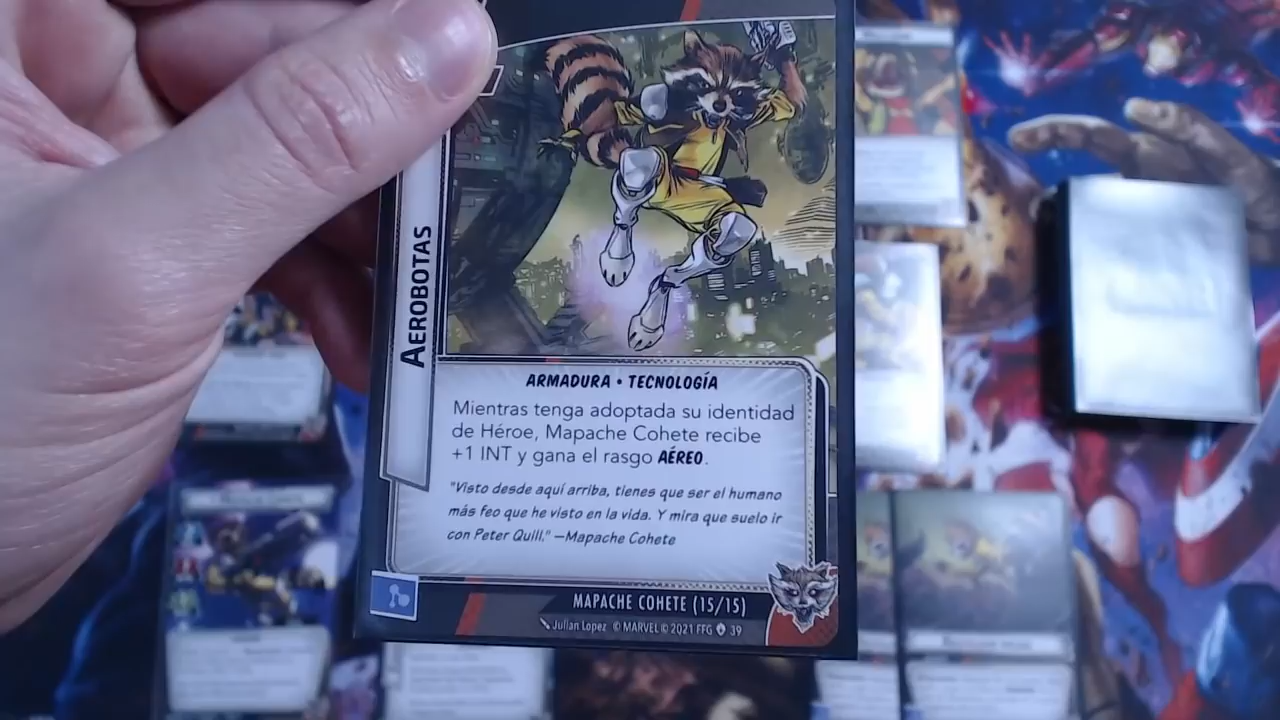 AEROBOTAS
ARMADURA • TECNOLOGÍA
Mientras tenga adoptada su identidad
de Héroe, Mapache Cohete recibe
+1 INT y gana el rasgo AÉREO.
"Visto desde aquí arriba, tienes que ser el humano
más feo que he visto en la vida. Y mira que suelo ir
con Peter Quill." —Mapache Cohete
MAPACHE COHETE (15/15)
Julian Lopez © MARVEL © 2021 FFG 39